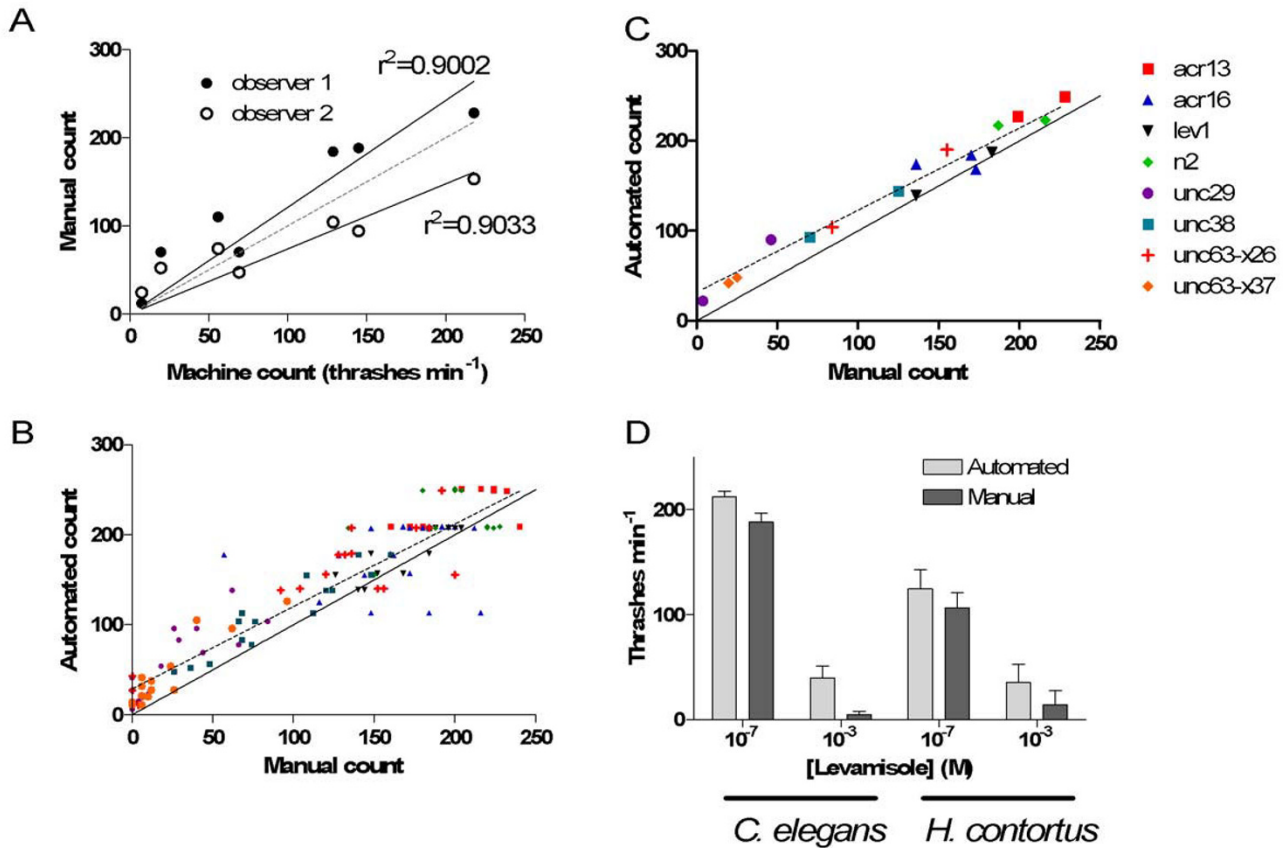 A
300
200
100
0
Manual count
observer 1
observer 2
r²=0.9002
r²=0.9033
0 50 100 150 200 250
Machine count (thrashes min⁻¹)
B
300
200
100
0
Automated count
0 50 100 150 200 250
Manual count
C
300
200
100
0
Automated count
0 50 100 150 200 250
Manual count
acr13
acr16
lev1
n2
unc29
unc38
unc63-x26
unc63-x37
D
200
100
0
Thrashes min⁻¹
Automated
Manual
10⁻⁷ 10⁻³ 10⁻⁷ 10⁻³
[Levamisole] (M)
C. elegans H. contortus